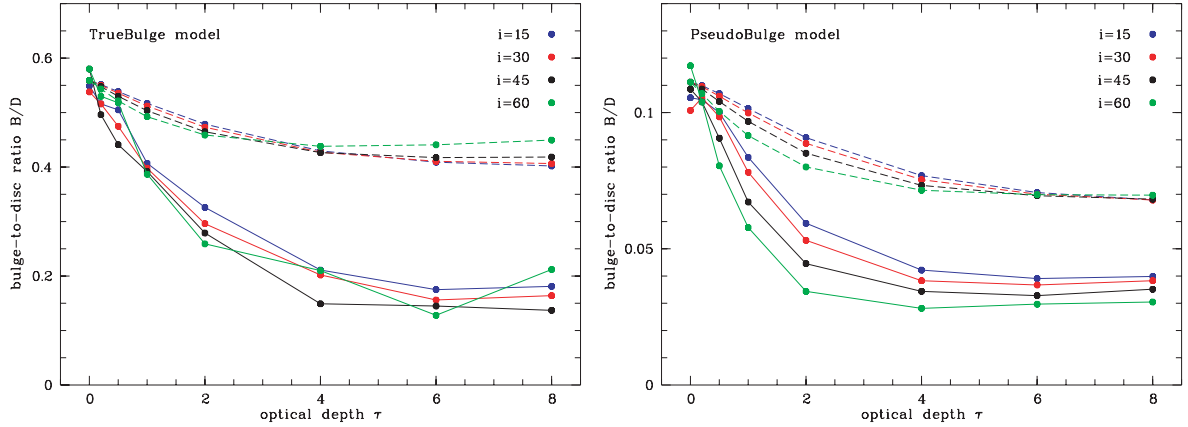 TrueBulge model
i=15
i=30
i=45
i=60
0.6
0.4
0.2
0
bulge-to-disc ratio B/D
0 2 4 6 8
optical depth τ
PseudoBulge model
i=15
i=30
i=45
i=60
0.1
0.05
0
bulge-to-disc ratio B/D
0 2 4 6 8
optical depth τ